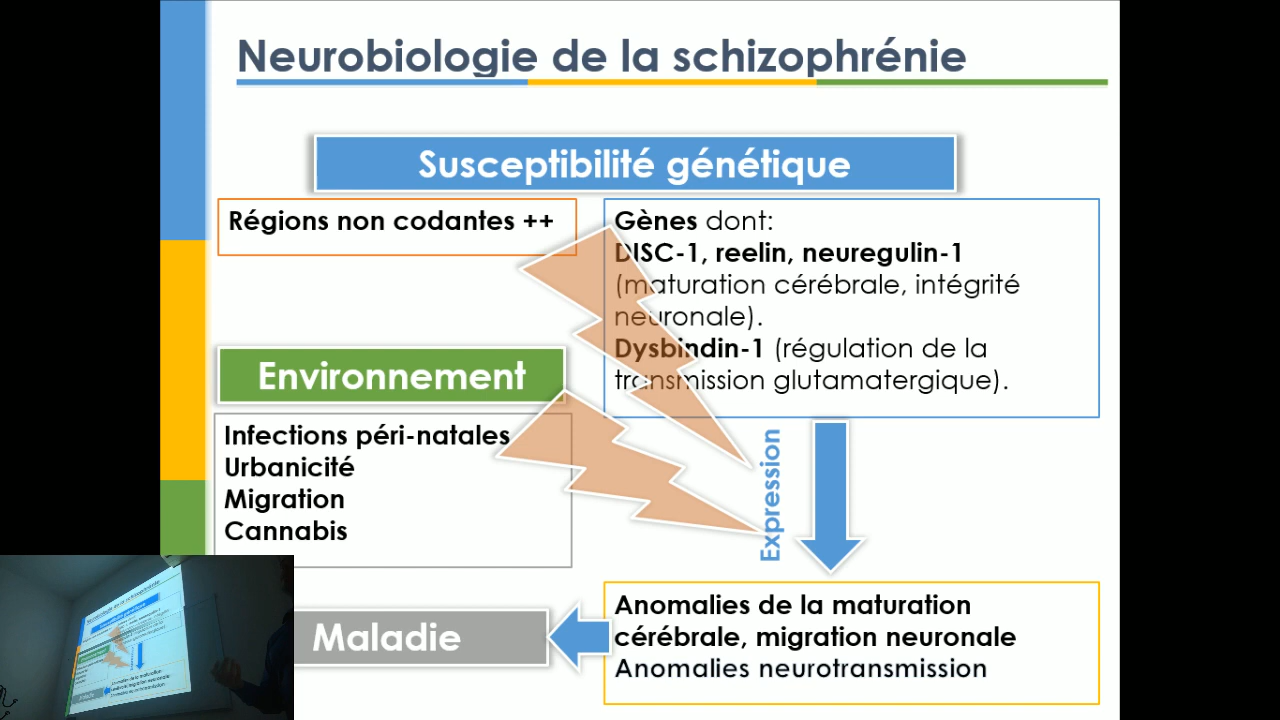 Neurobiologie de la schizophrénie
Susceptibilité génétique
Régions non codantes ++
Gènes dont:
DISC-1, reelin, neuregulin-1
(maturation cérébrale, intégrité
neuronale).
Dysbindin-1 (régulation de la
transmission glutamatergique).
Environnement
Infections péri-natales
Urbanicité
Migration
Cannabis
Expression
Anomalies de la maturation
cérébrale, migration neuronale
Anomalies neurotransmission
Maladie